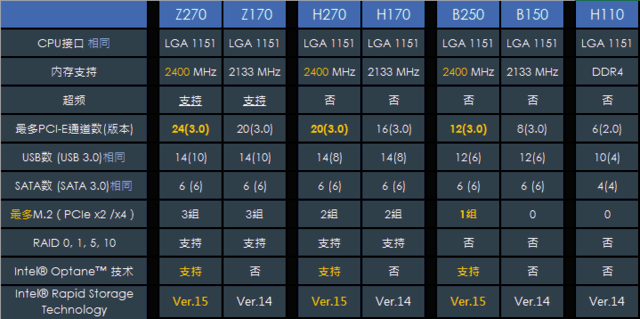 Z270 Z170 H270 H170 B250 B150 H110
CPU接口 相同 LGA 1151 LGA 1151 LGA 1151 LGA 1151 LGA 1151 LGA 1151 LGA 1151
内存支持 2400 MHz 2133 MHz 2400 MHz 2133 MHz 2400 MHz 2133 MHz DDR4
超频 支持 支持 否 否 否 否 否
最多PCI-E通道数(版本) 24(3.0) 20(3.0) 20(3.0) 16(3.0) 12(3.0) 8(3.0) 6(2.0)
USB数 (USB 3.0)相同 14(10) 14(10) 14(8) 14(8) 12(6) 12(6) 10(4)
SATA数 (SATA 3.0)相同 6 (6) 6 (6) 6 (6) 6 (6) 6 (6) 6 (6) 4(4)
最多M.2 ( PCIe x2 /x4 ) 3组 3組 2組 2組 1組 0 0
RAID 0, 1, 5, 10 支持 支持 支持 支持 否 否 否
Intel® Optane™ 技术 支持 否 支持 否 支持 否 否
Intel® Rapid Storage
Technology Ver.15 Ver.14 Ver.15 Ver.14 Ver.15 Ver.14 Ver.14